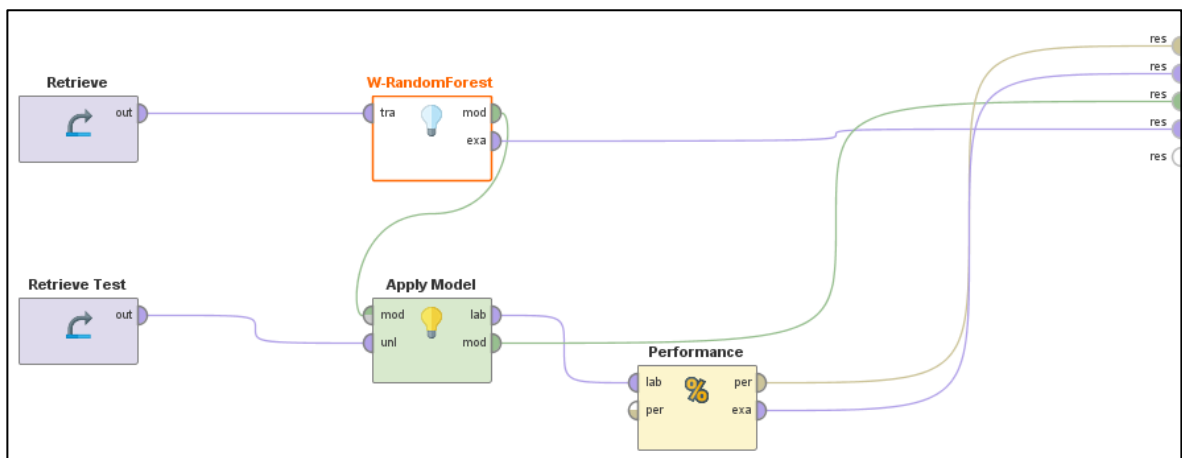 res
res
res
res
res
Retrieve
out
W-RandomForest
tra
mod
exa
Retrieve Test
out
Apply Model
mod
lab
unl
mod
Performance
lab
per
per
exa